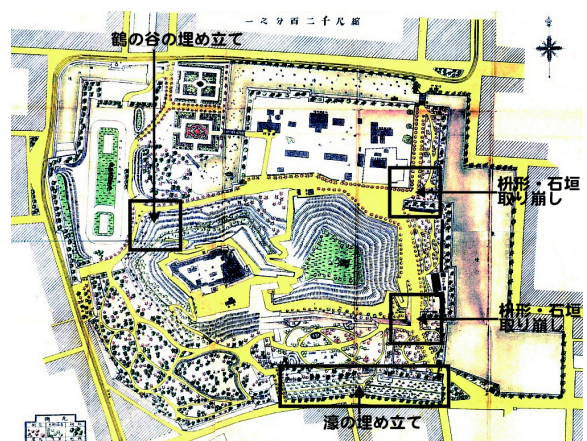 縮尺千二百分之一
鶴の谷の埋め立て
枡形・石垣
取り崩し
枡形・石垣
取り崩し
濠の埋め立て